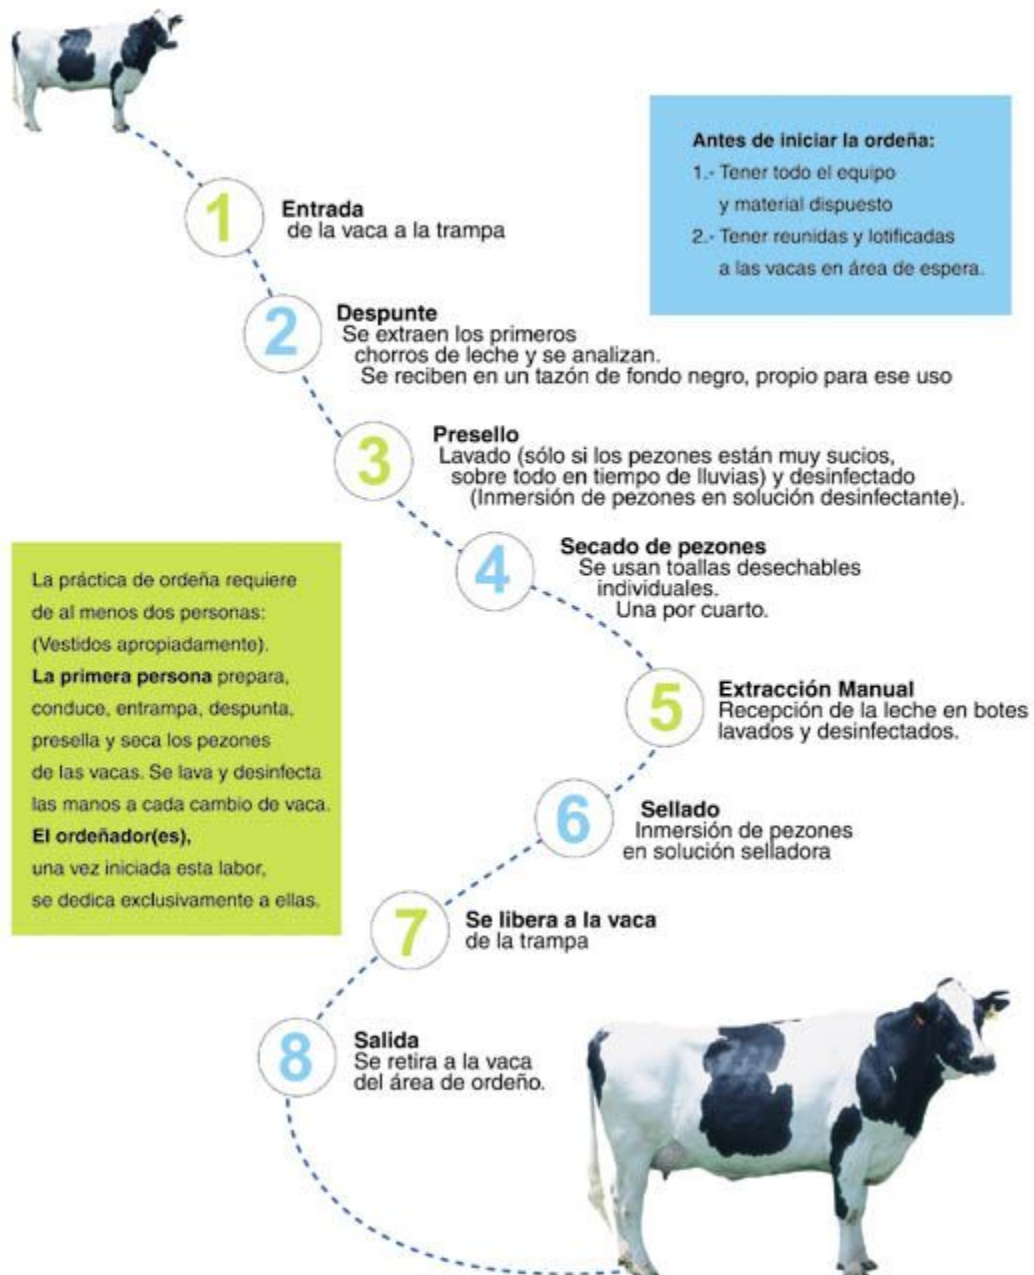 Antes de iniciar la ordeña:
1.- Tener todo el equipo
y material dispuesto
2.- Tener reunidas y lotificadas
a las vacas en área de espera.
1
Entrada
de la vaca a la trampa
2
Despunte
Se extraen los primeros
chorros de leche y se analizan.
Se reciben en un tazón de fondo negro, propio para ese uso
3
Presello
Lavado (sólo si los pezones están muy sucios,
sobre todo en tiempo de lluvias) y desinfectado
(Inmersión de pezones en solución desinfectante).
4
Secado de pezones
Se usan toallas desechables
individuales.
Una por cuarto.
La práctica de ordeña requiere
de al menos dos personas:
(Vestidos apropiadamente).
La primera persona prepara,
conduce, entrampa, despunta,
presella y seca los pezones
de las vacas. Se lava y desinfecta
las manos a cada cambio de vaca.
El ordeñador(es),
una vez iniciada esta labor,
se dedica exclusivamente a ellas.
5
Extracción Manual
Recepción de la leche en botes
lavados y desinfectados.
6
Sellado
Inmersión de pezones
en solución selladora
7
Se libera a la vaca
de la trampa
8
Salida
Se retira a la vaca
del área de ordeño.